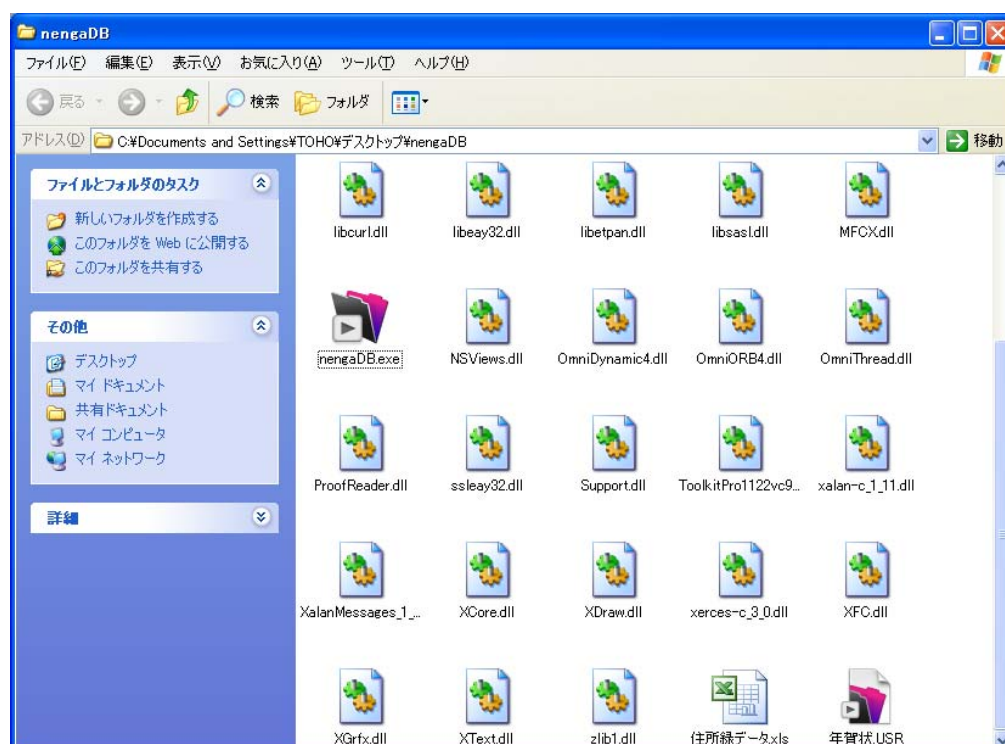 nengaDB
ファイル(F) 編集(E) 表示(V) お気に入り(A) ツール(T) ヘルプ(H)
戻る 検索 フォルダ
アドレス(D) C:¥Documents and Settings¥TOHO¥デスクトップ¥nengaDB 移動
ファイルとフォルダのタスク
新しいフォルダを作成する
このフォルダを Web に公開する
このフォルダを共有する
その他
デスクトップ
マイ ドキュメント
共有ドキュメント
マイ コンピュータ
マイ ネットワーク
詳細
libcurl.dll libeay32.dll libetpan.dll libsasl.dll MFCX.dll
nengaDB.exe NSViews.dll OmniDynamic4.dll OmniORB4.dll OmniThread.dll
ProofReader.dll ssleay32.dll Support.dll ToolkitPro1122vc9... xalan-c_1_11.dll
XalanMessages_1_... XCore.dll XDraw.dll xerces-c_3_0.dll XFC.dll
XGrfx.dll XText.dll zlib1.dll 住所録データ.xls 年賀状.USR